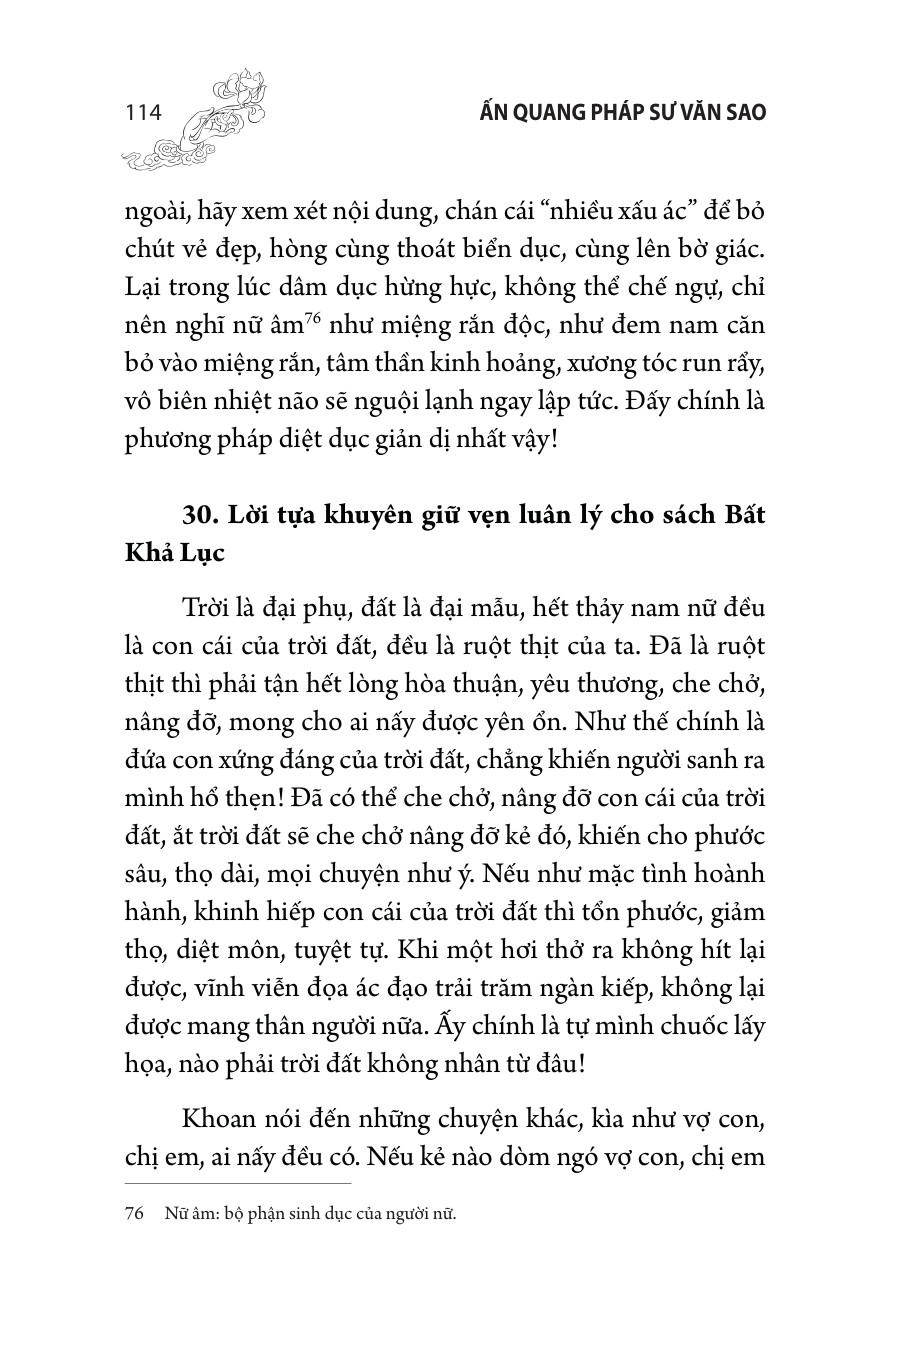 114
ẤN QUANG PHÁP SƯ VĂN SAO
ngoài, hãy xem xét nội dung, chán cái “nhiều xấu ác” để bỏ
chút vẻ đẹp, hòng cùng thoát biển dục, cùng lên bờ giác.
Lại trong lúc dâm dục hừng hực, không thể chế ngự, chỉ
nên nghĩ nữ âm76 như miệng rắn độc, như đem nam căn
bỏ vào miệng rắn, tâm thần kinh hoảng, xương tóc run rẩy,
vô biên nhiệt não sẽ nguội lạnh ngay lập tức. Đấy chính là
phương pháp diệt dục giản dị nhất vậy!
30. Lời tựa khuyên giữ vẹn luân lý cho sách Bất
Khả Lục
Trời là đại phụ, đất là đại mẫu, hết thảy nam nữ đều
là con cái của trời đất, đều là ruột thịt của ta. Đã là ruột
thịt thì phải tận hết lòng hòa thuận, yêu thương, che chở,
nâng đỡ, mong cho ai nấy được yên ổn. Như thế chính là
đứa con xứng đáng của trời đất, chẳng khiến người sanh ra
mình hổ thẹn! Đã có thể che chở, nâng đỡ con cái của trời
đất, ắt trời đất sẽ che chở nâng đỡ kẻ đó, khiến cho phước
sâu, thọ dài, mọi chuyện như ý. Nếu như mặc tình hoành
hành, khinh hiếp con cái của trời đất thì tổn phước, giảm
thọ, diệt môn, tuyệt tự. Khi một hơi thở ra không hít lại
được, vĩnh viễn đọa ác đạo trải trăm ngàn kiếp, không lại
được mang thân người nữa. Ấy chính là tự mình chuốc lấy
họa, nào phải trời đất không nhân từ đâu!
Khoan nói đến những chuyện khác, kìa như vợ con,
chị em, ai nấy đều có. Nếu kẻ nào dòm ngó vợ con, chị em
76 Nữ âm: bộ phận sinh dục của người nữ.